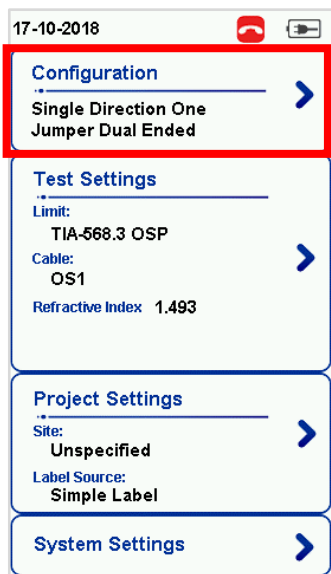 17-10-2018
Configuration
Single Direction One
Jumper Dual Ended
Test Settings
Limit:
TIA-568.3 OSP
Cable:
OS1
Refractive Index 1.493
Project Settings
Site:
Unspecified
Label Source:
Simple Label
System Settings